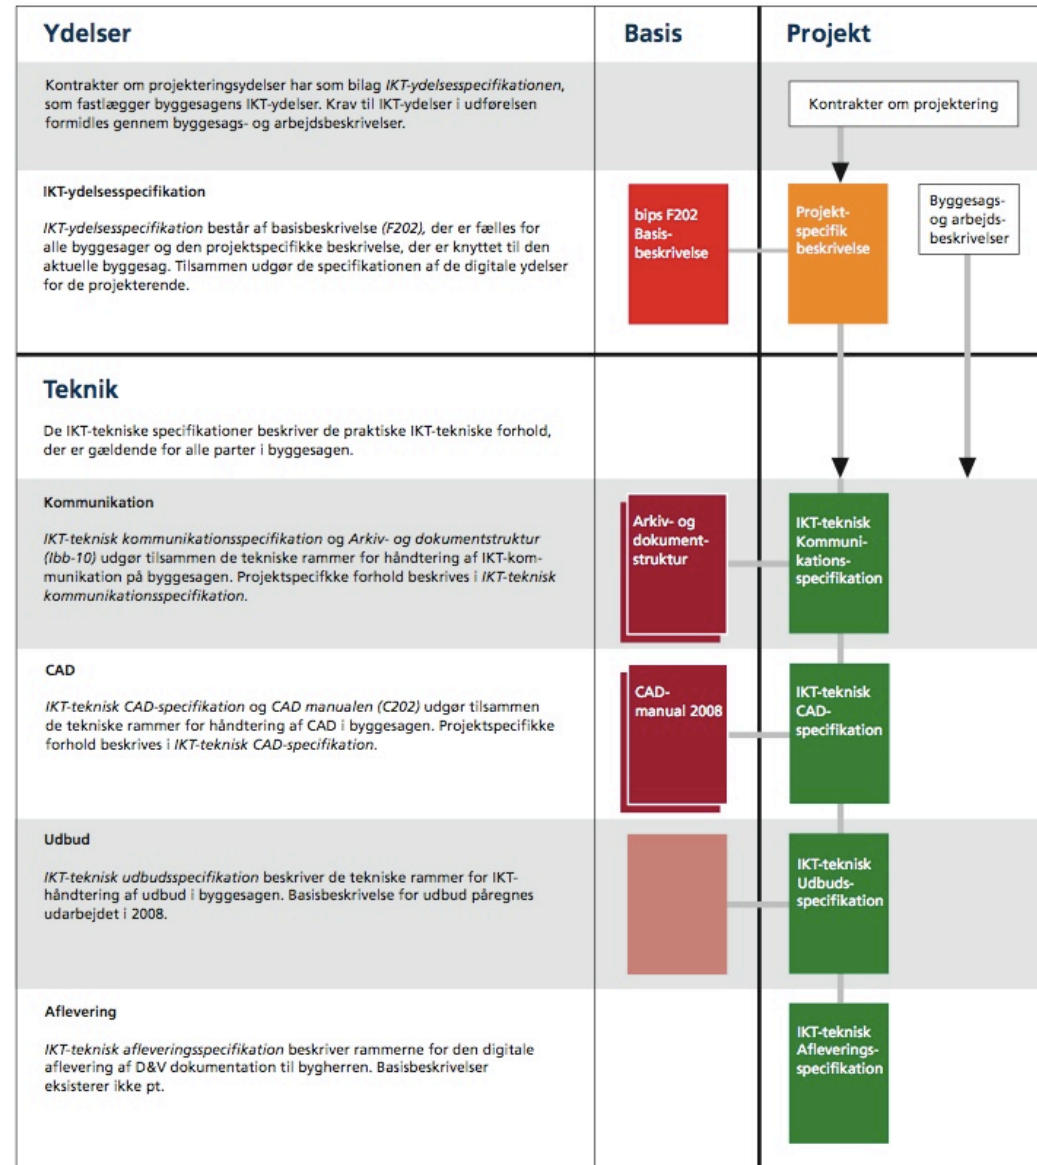 Ydelser
Basis
Projekt
Kontrakter om projekteringsydelser har som bilag IKT-ydelsesspecifikationen,
som fastlægger byggesagens IKT-ydelser. Krav til IKT-ydelser i udførelsen
formidles gennem byggesags- og arbejdsbeskrivelser.
Kontrakter om projektering
IKT-ydelsesspecifikation
IKT-ydelsesspecifikation består af basisbeskrivelse (F202), der er fælles for
alle byggesager og den projektspecifikke beskrivelse, der er knyttet til den
aktuelle byggesag. Tilsammen udgør de specifikationen af de digitale ydelser
for de projekterende.
bips F202
Basis-
beskrivelse
Projekt-
specifik
beskrivelse
Byggesags-
og arbejds-
beskrivelser
Teknik
De IKT-tekniske specifikationer beskriver de praktiske IKT-tekniske forhold,
der er gældende for alle parter i byggesagen.
Kommunikation
IKT-teknisk kommunikationsspecifikation og Arkiv- og dokumentstruktur
(Ibb-10) udgør tilsammen de tekniske rammer for håndtering af IKT-kom-
munikation på byggesagen. Projektspecifkke forhold beskrives i IKT-teknisk
kommunikationsspecifikation.
Arkiv- og
dokument-
struktur
IKT-teknisk
Kommuni-
kations-
specifikation
CAD
IKT-teknisk CAD-specifikation og CAD manualen (C202) udgør tilsammen
de tekniske rammer for håndtering af CAD i byggesagen. Projektspecifikke
forhold beskrives i IKT-teknisk CAD-specifikation.
CAD-
manual 2008
IKT-teknisk
CAD-
specifikation
Udbud
IKT-teknisk udbudsspecifikation beskriver de tekniske rammer for IKT-
håndtering af udbud i byggesagen. Basisbeskrivelse for udbud påregnes
udarbejdet i 2008.
IKT-teknisk
Udbuds-
specifikation
Aflevering
IKT-teknisk afleveringsspecifikation beskriver rammerne for den digitale
aflevering af D&V dokumentation til bygherren. Basisbeskrivelser
eksisterer ikke pt.
IKT-teknisk
Afleverings-
specifikation